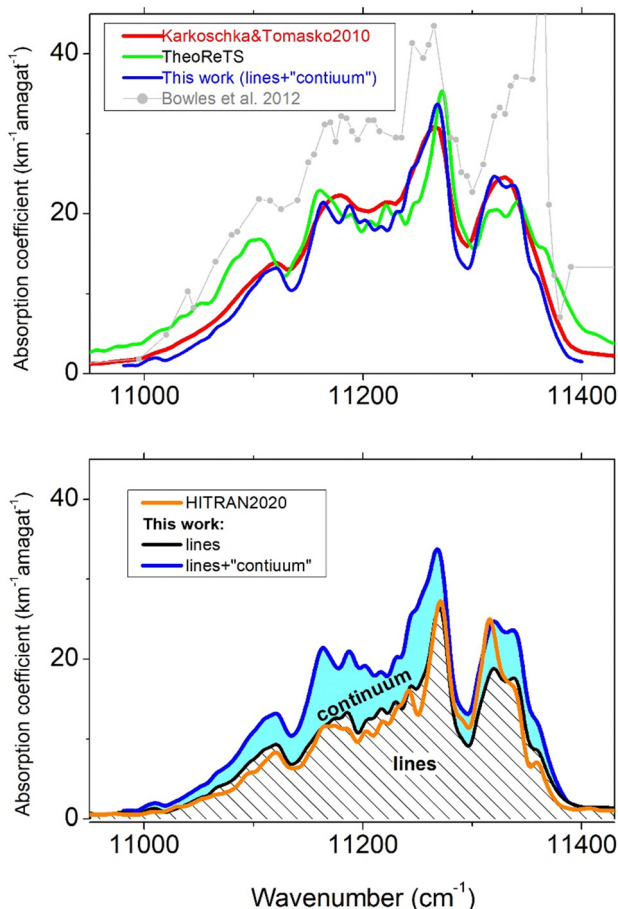 Absorption coefficient (km⁻¹amagat⁻¹)
40
20
0
Karkoschka&Tomasko2010
TheoReTS
This work (lines+"contiuum")
Bowles et al. 2012
11000
11200
11400
Absorption coefficient (km⁻¹amagat⁻¹)
40
20
0
HITRAN2020
This work:
lines
lines+"contiuum"
continuum
lines
11000
11200
11400
Wavenumber (cm⁻¹)